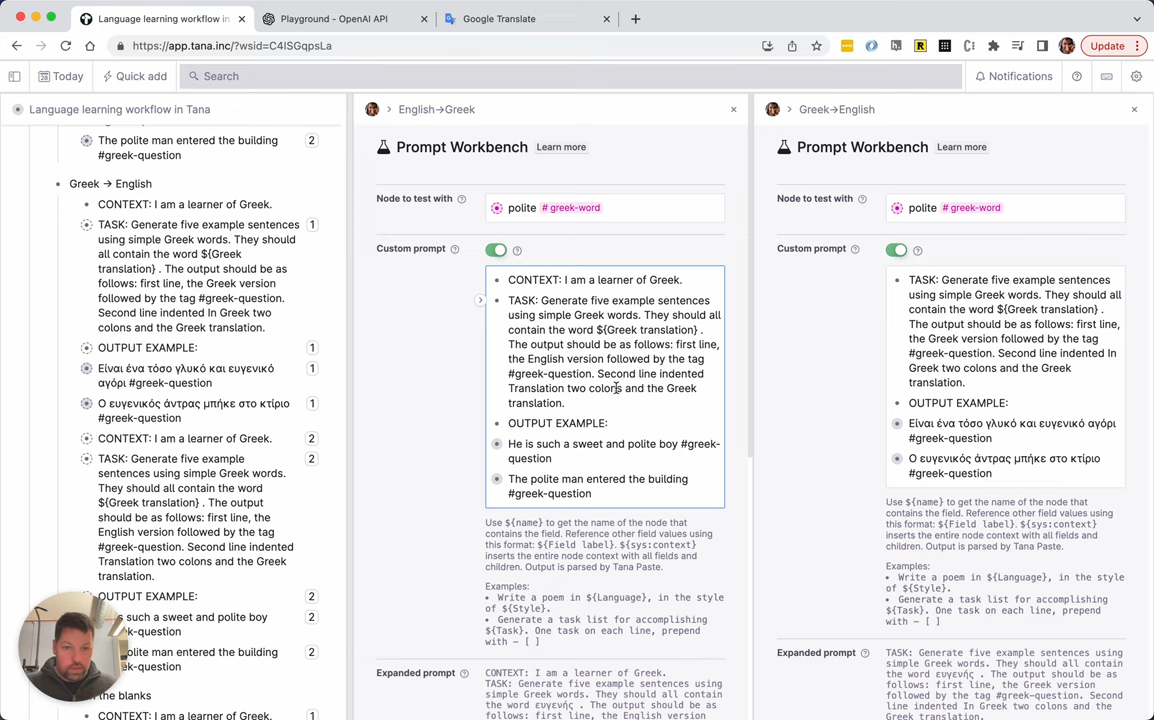 Language learning workflow in
Playground - OpenAI API
Google Translate
https://app.tana.inc/?wsid=C4ISGqpsLa
Update
Today
Quick add
Search
Notifications
Language learning workflow in Tana
The polite man entered the building
#greek-question
2
Greek → English
CONTEXT: I am a learner of Greek.
TASK: Generate five example sentences
using simple Greek words. They should
all contain the word ${Greek
translation} . The output should be as
follows: first line, the Greek version
followed by the tag #greek-question.
Second line indented In Greek two
colons and the Greek translation.
1
OUTPUT EXAMPLE:
1
Είναι ένα τόσο γλυκό και ευγενικό
αγόρι #greek-question
1
Ο ευγενικός άντρας μπήκε στο κτίριο
#greek-question
1
CONTEXT: I am a learner of Greek.
2
TASK: Generate five example
sentences using simple Greek words.
They should all contain the word
${Greek translation} . The output
should be as follows: first line, the
English version followed by the tag
#greek-question. Second line indented
Translation two colons and the Greek
translation.
2
OUTPUT EXAMPLE:
2
s such a sweet and polite boy
#greek-question
2
polite man entered the building
-question
2
the blanks
CONTEXT: I am a learner of Greek.
1
English→Greek
Prompt Workbench
Learn more
Node to test with
polite # greek-word
Custom prompt
CONTEXT: I am a learner of Greek.
TASK: Generate five example sentences
using simple Greek words. They should all
contain the word ${Greek translation} .
The output should be as follows: first line,
the English version followed by the tag
#greek-question. Second line indented
Translation two colons and the Greek
translation.
OUTPUT EXAMPLE:
He is such a sweet and polite boy #greek-
question
The polite man entered the building
#greek-question
Use ${name} to get the name of the node that
contains the field. Reference other field values using
this format: ${Field label}. ${sys:context}
inserts the entire node context with all fields and
children. Output is parsed by Tana Paste.
Examples:
• Write a poem in ${Language}, in the style
of ${Style}.
• Generate a task list for accomplishing
${Task}. One task on each line, prepend
with – [ ]
Expanded prompt
CONTEXT: I am a learner of Greek.
TASK: Generate five example sentences using
simple Greek words. They should all contain
the word ευγενής . The output should be as
follows: first line, the English version
Greek→English
Prompt Workbench
Learn more
Node to test with
polite # greek-word
Custom prompt
TASK: Generate five example sentences
using simple Greek words. They should all
contain the word ${Greek translation} .
The output should be as follows: first line,
the Greek version followed by the tag
#greek-question. Second line indented In
Greek two colons and the Greek
translation.
OUTPUT EXAMPLE:
Είναι ένα τόσο γλυκό και ευγενικό αγόρι
#greek-question
Ο ευγενικός άντρας μπήκε στο κτίριο
#greek-question
Use ${name} to get the name of the node that
contains the field. Reference other field values using
this format: ${Field label}. ${sys:context}
inserts the entire node context with all fields and
children. Output is parsed by Tana Paste.
Examples:
• Write a poem in ${Language}, in the style
of ${Style}.
• Generate a task list for accomplishing
${Task}. One task on each line, prepend
with – [ ]
Expanded prompt
TASK: Generate five example sentences using
simple Greek words. They should all contain
the word ευγενής . The output should be as
follows: first line, the Greek version
followed by the tag #greek-question. Second
line indented In Greek two colons and the
Greek translation.